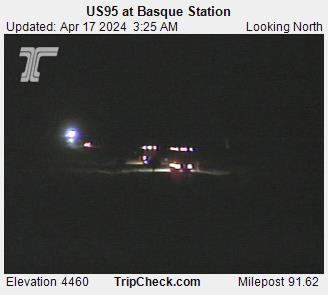 US95 at Basque Station
Updated: Apr 17 2024 3:25 AM Looking North
Elevation 4460 TripCheck.com Milepost 91.62